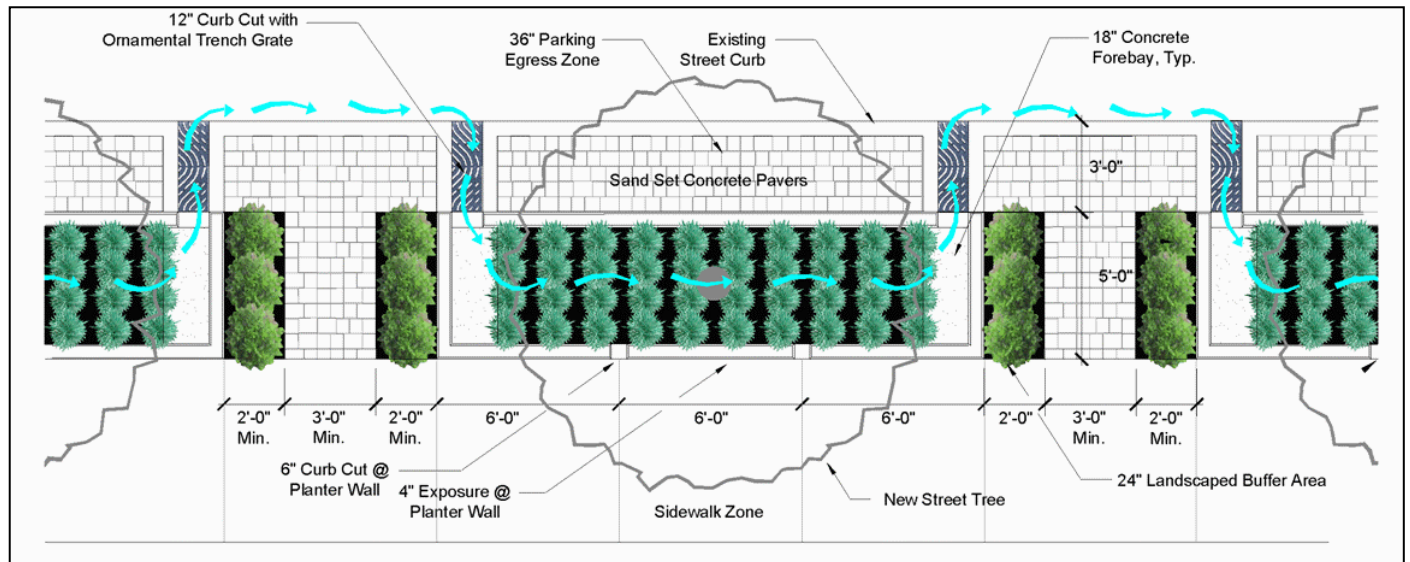 12" Curb Cut with
Ornamental Trench Grate
36" Parking
Egress Zone
Existing
Street Curb
18" Concrete
Forebay, Typ.
3'-0"
Sand Set Concrete Pavers
5'-0"
2'-0"
Min.
3'-0"
Min.
2'-0"
Min.
6'-0"
6'-0"
6'-0"
2'-0"
Min.
3'-0"
Min.
2'-0"
Min.
6" Curb Cut @
Planter Wall
4" Exposure @
Planter Wall
Sidewalk Zone
New Street Tree
24" Landscaped Buffer Area